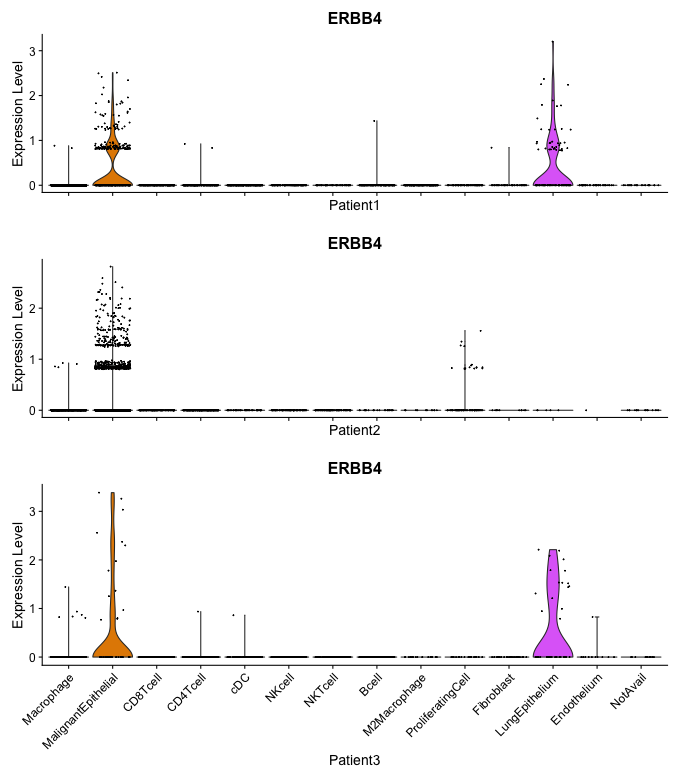 ERBB4
Expression Level
3
2
1
0
Patient1
ERBB4
Expression Level
2
1
0
Patient2
ERBB4
Expression Level
3
2
1
0
Macrophage
MalignantEpithelial
CD8Tcell
CD4Tcell
cDC
NKcell
NKTcell
Bcell
M2Macrophage
ProliferatingCell
Fibroblast
LungEpithelium
Endothelium
NotAvail
Patient3